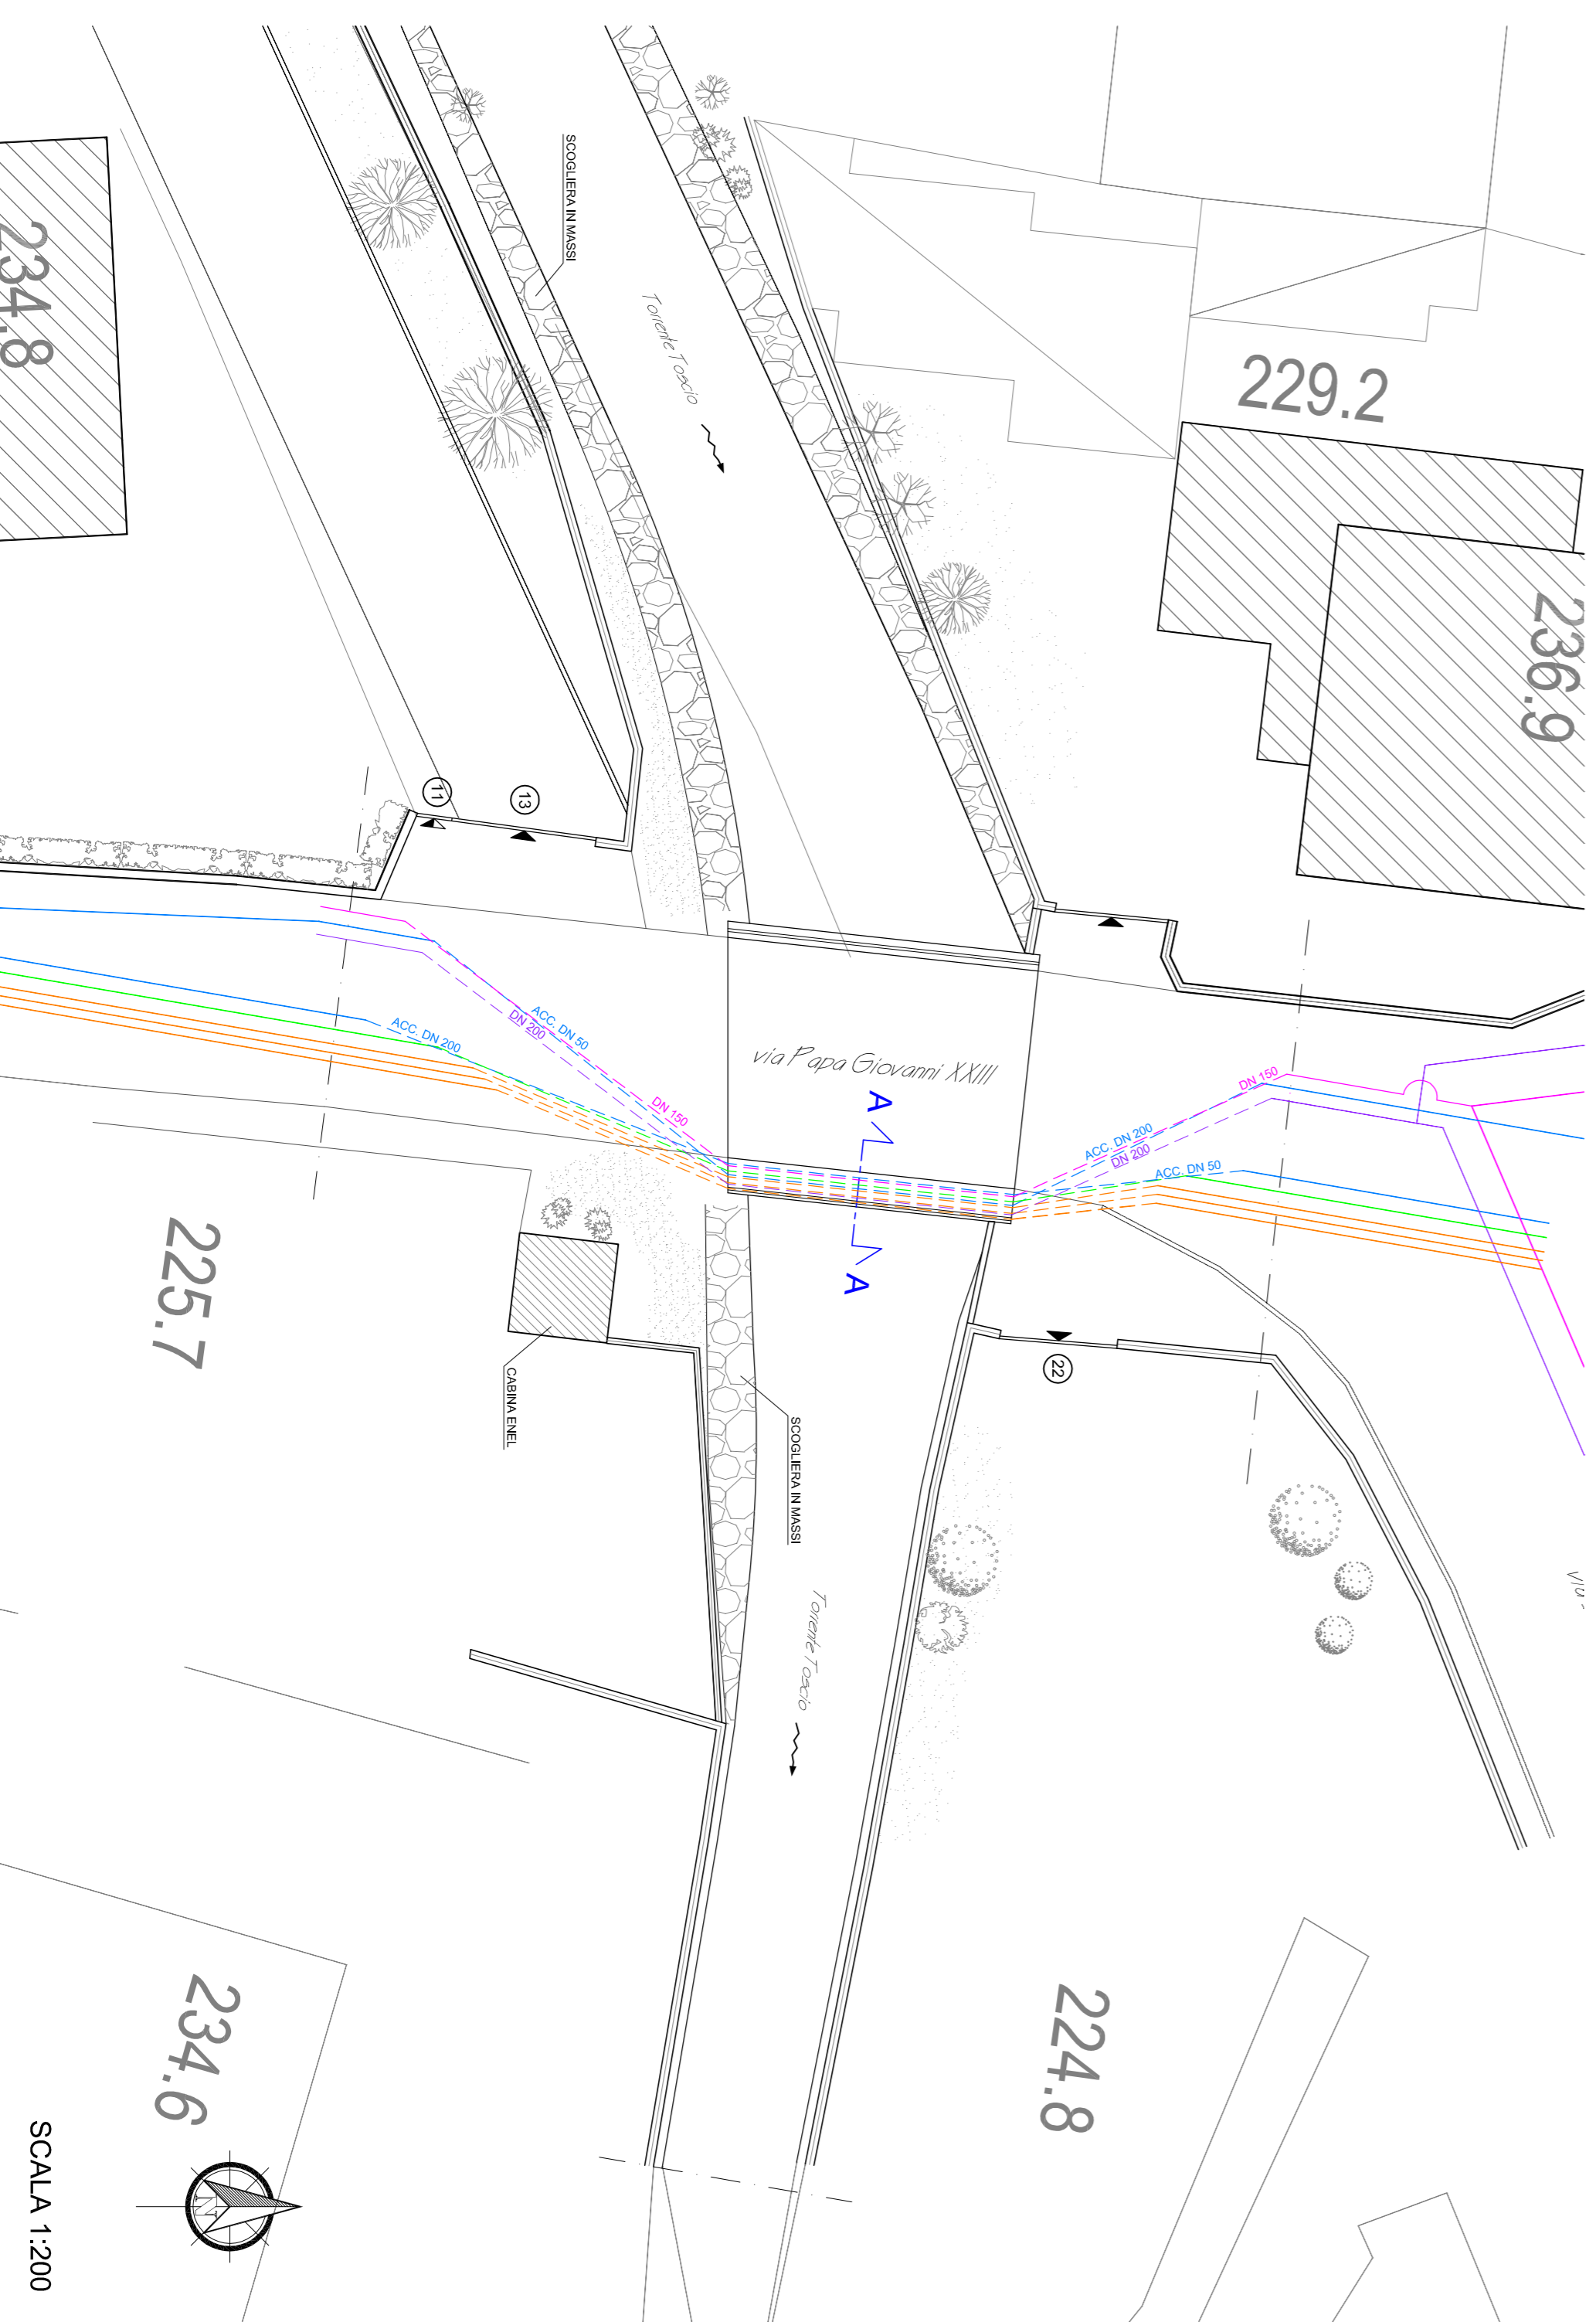 SCOGLIERA IN MASSI
Torrente Toscio
234.8
229.2
236.9
11
13
ACC. DN 50
DN 200
ACC. DN 200
via Papa Giovanni XXIII
DN 150
DN 150
ACC. DN 200
DN 200
ACC. DN 50
A
A
225.7
22
CABINA ENEL
SCOGLIERA IN MASSI
Torrente Toscio
234.6
224.8
N
SCALA 1:200